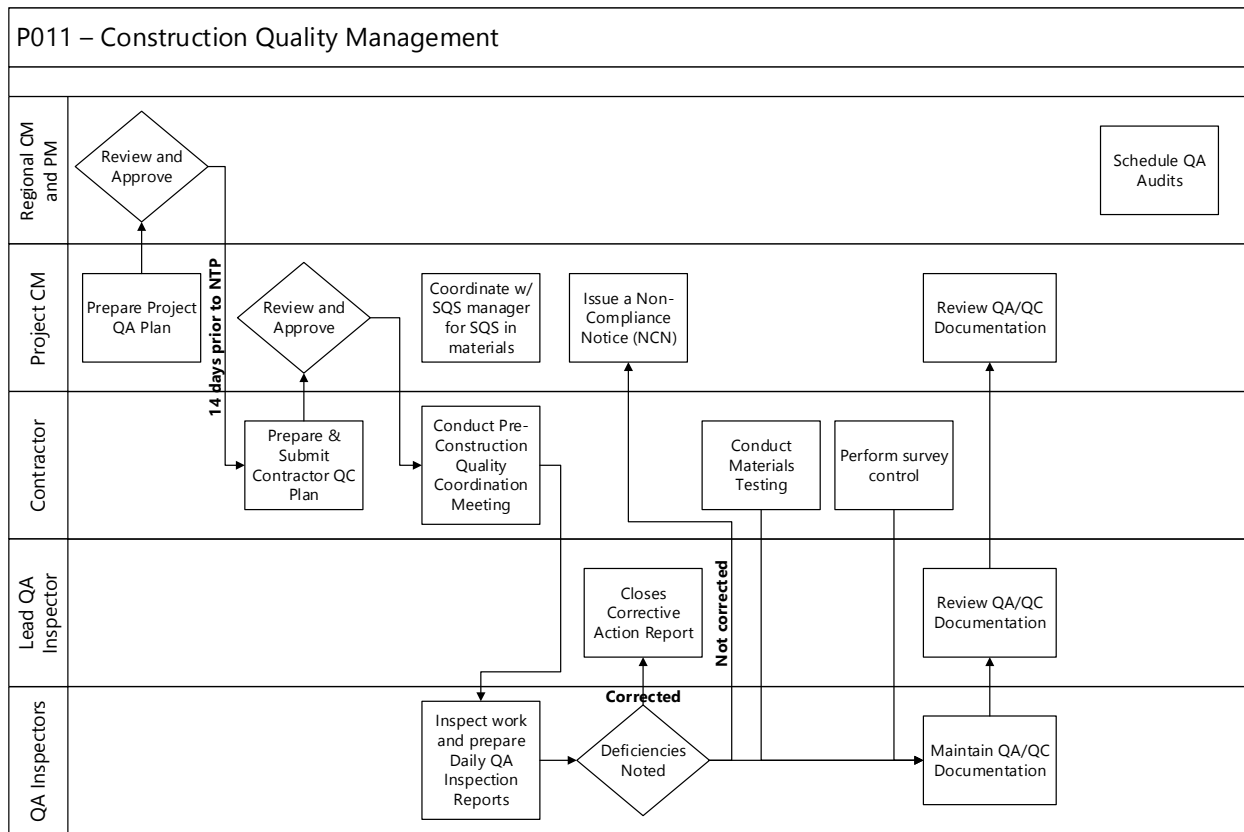 P011 – Construction Quality Management
Regional CM
and PM
Review and
Approve
Schedule QA
Audits
Project CM
Prepare Project
QA Plan
14 days prior to NTP
Review and
Approve
Coordinate w/
SQS manager
for SQS in
materials
Issue a Non-
Compliance
Notice (NCN)
Review QA/QC
Documentation
Contractor
Prepare &
Submit
Contractor QC
Plan
Conduct Pre-
Construction
Quality
Coordination
Meeting
Conduct
Materials
Testing
Perform survey
control
Lead QA
Inspector
Closes
Corrective
Action Report
Not corrected
Review QA/QC
Documentation
QA Inspectors
Inspect work
and prepare
Daily QA
Inspection
Reports
Corrected
Deficiencies
Noted
Maintain QA/QC
Documentation